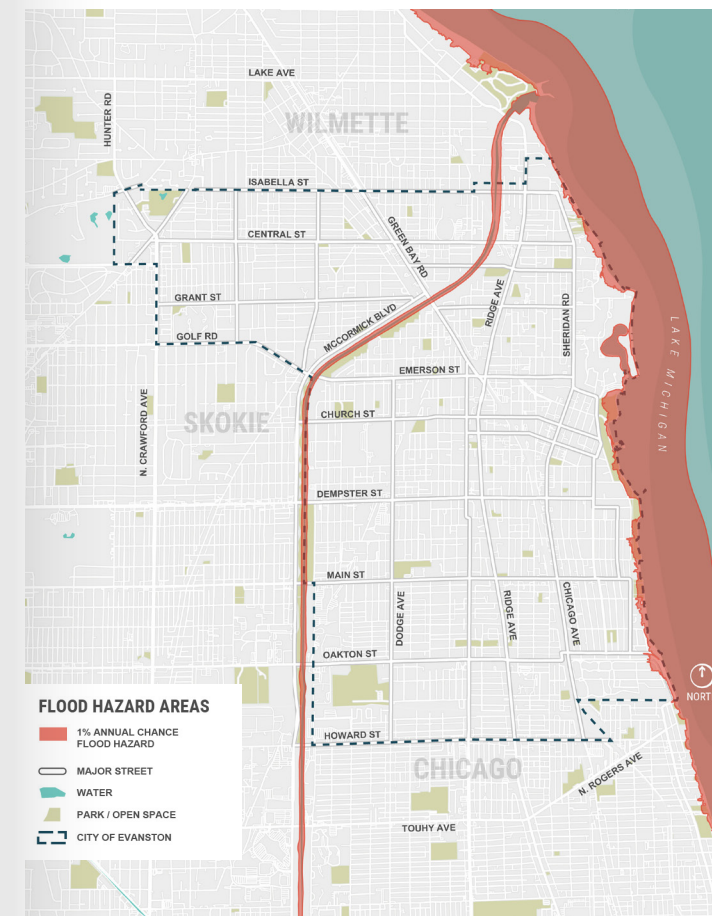 LAKE AVE
HUNTER RD
WILMETTE
ISABELLA ST
CENTRAL ST
GREEN BAY RD
GRANT ST
RIDGE AVE
MCCORMICK BLVD
SHERIDAN RD
GOLF RD
LAKE MICHIGAN
EMERSON ST
N. CRAWFORD AVE
SKOKIE
CHURCH ST
DEMPSTER ST
MAIN ST
DODGE AVE
RIDGE AVE
CHICAGO AVE
OAKTON ST
NORT
FLOOD HAZARD AREAS
1% ANNUAL CHANCE
FLOOD HAZARD
MAJOR STREET
WATER
PARK / OPEN SPACE
CITY OF EVANSTON
HOWARD ST
CHICAGO
N. ROGERS AVE
TOUHY AVE